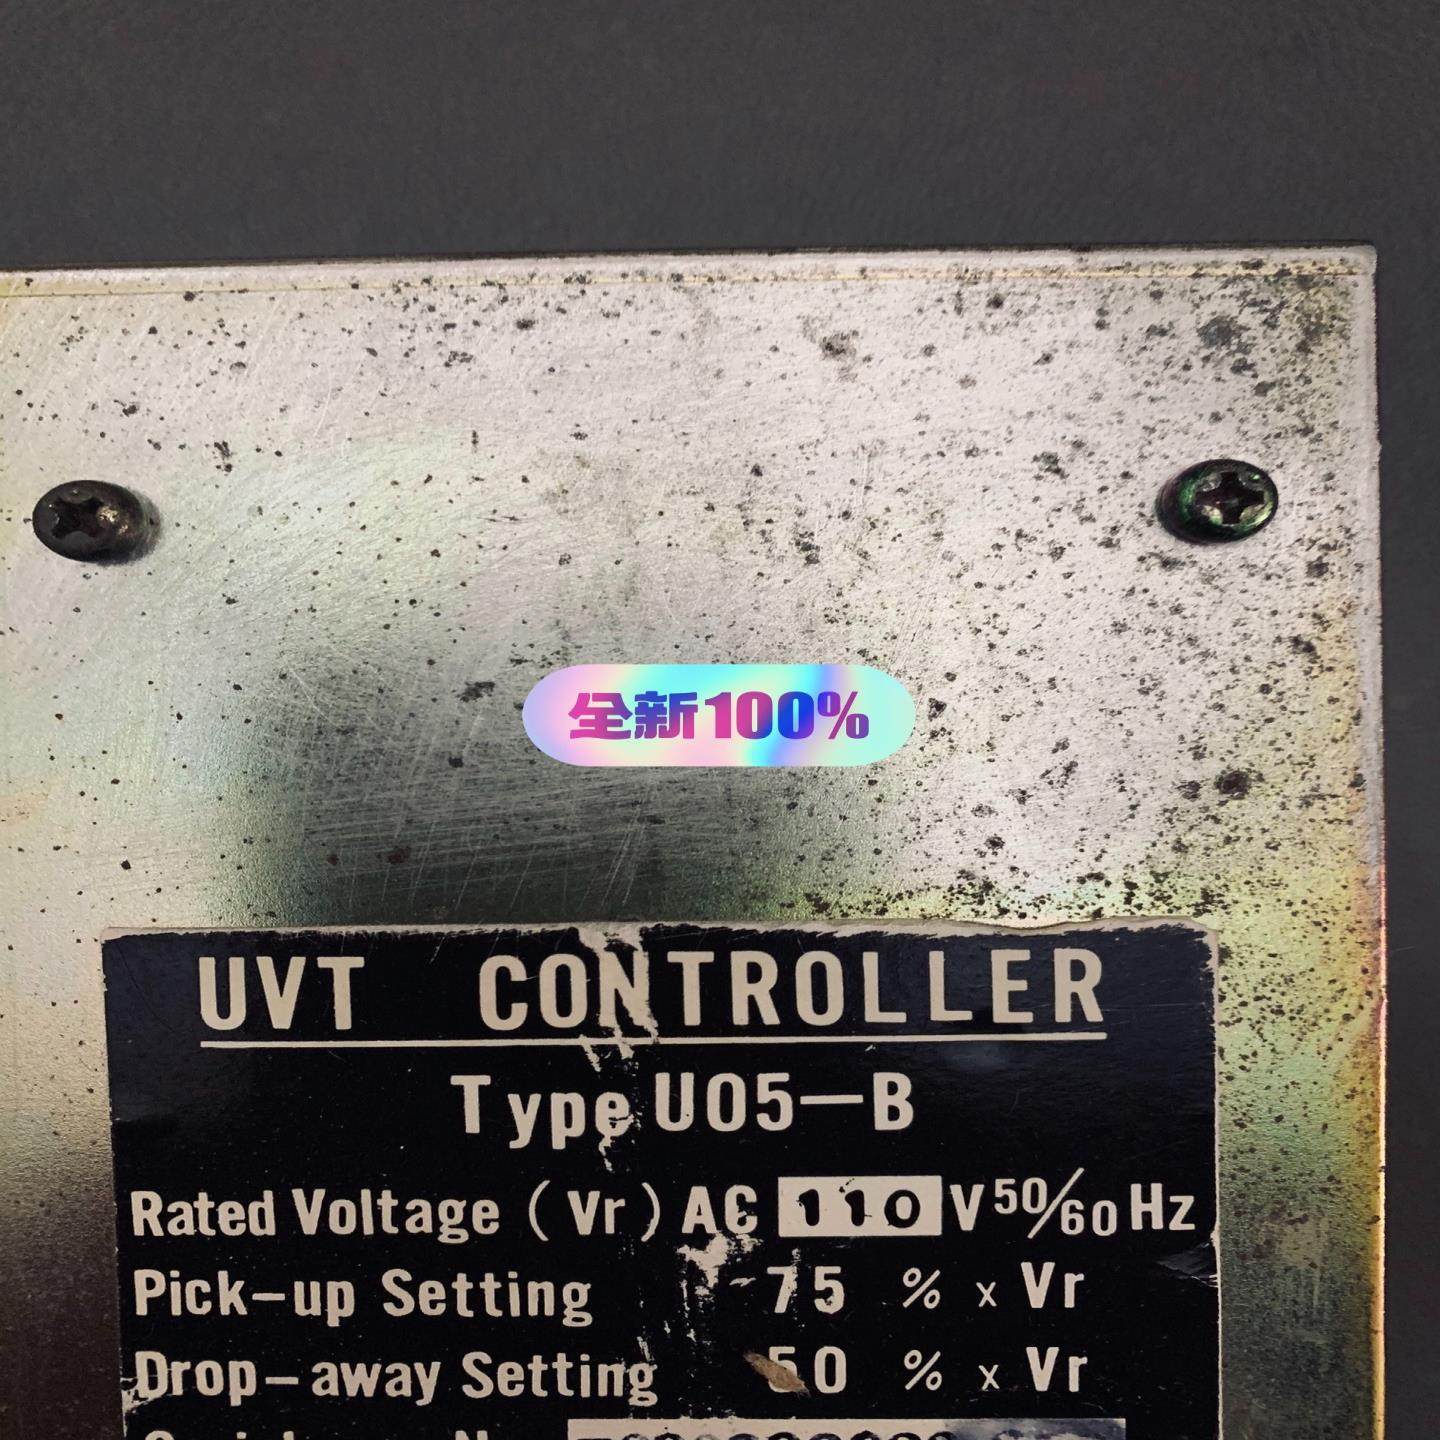 全新100%
UVT CONTROLLER
Type U05-B
Rated Voltage (Vr) AC 110 V 50/60 Hz
Pick-up Setting 75 % x Vr
Drop-away Setting 50 % x Vr